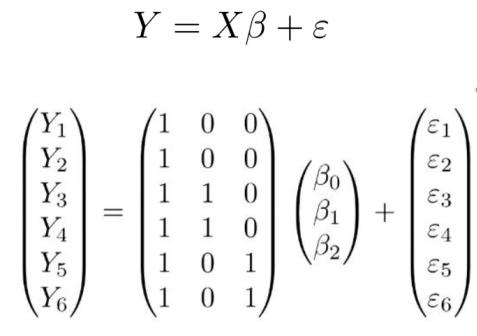 Y = Xβ + ε
Y₁ 1 0 0 ε₁
Y₂ 1 0 0 β₀ ε₂
Y₃ = 1 1 0 β₁ + ε₃
Y₄ 1 1 0 β₂ ε₄
Y₅ 1 0 1 ε₅
Y₆ 1 0 1 ε₆